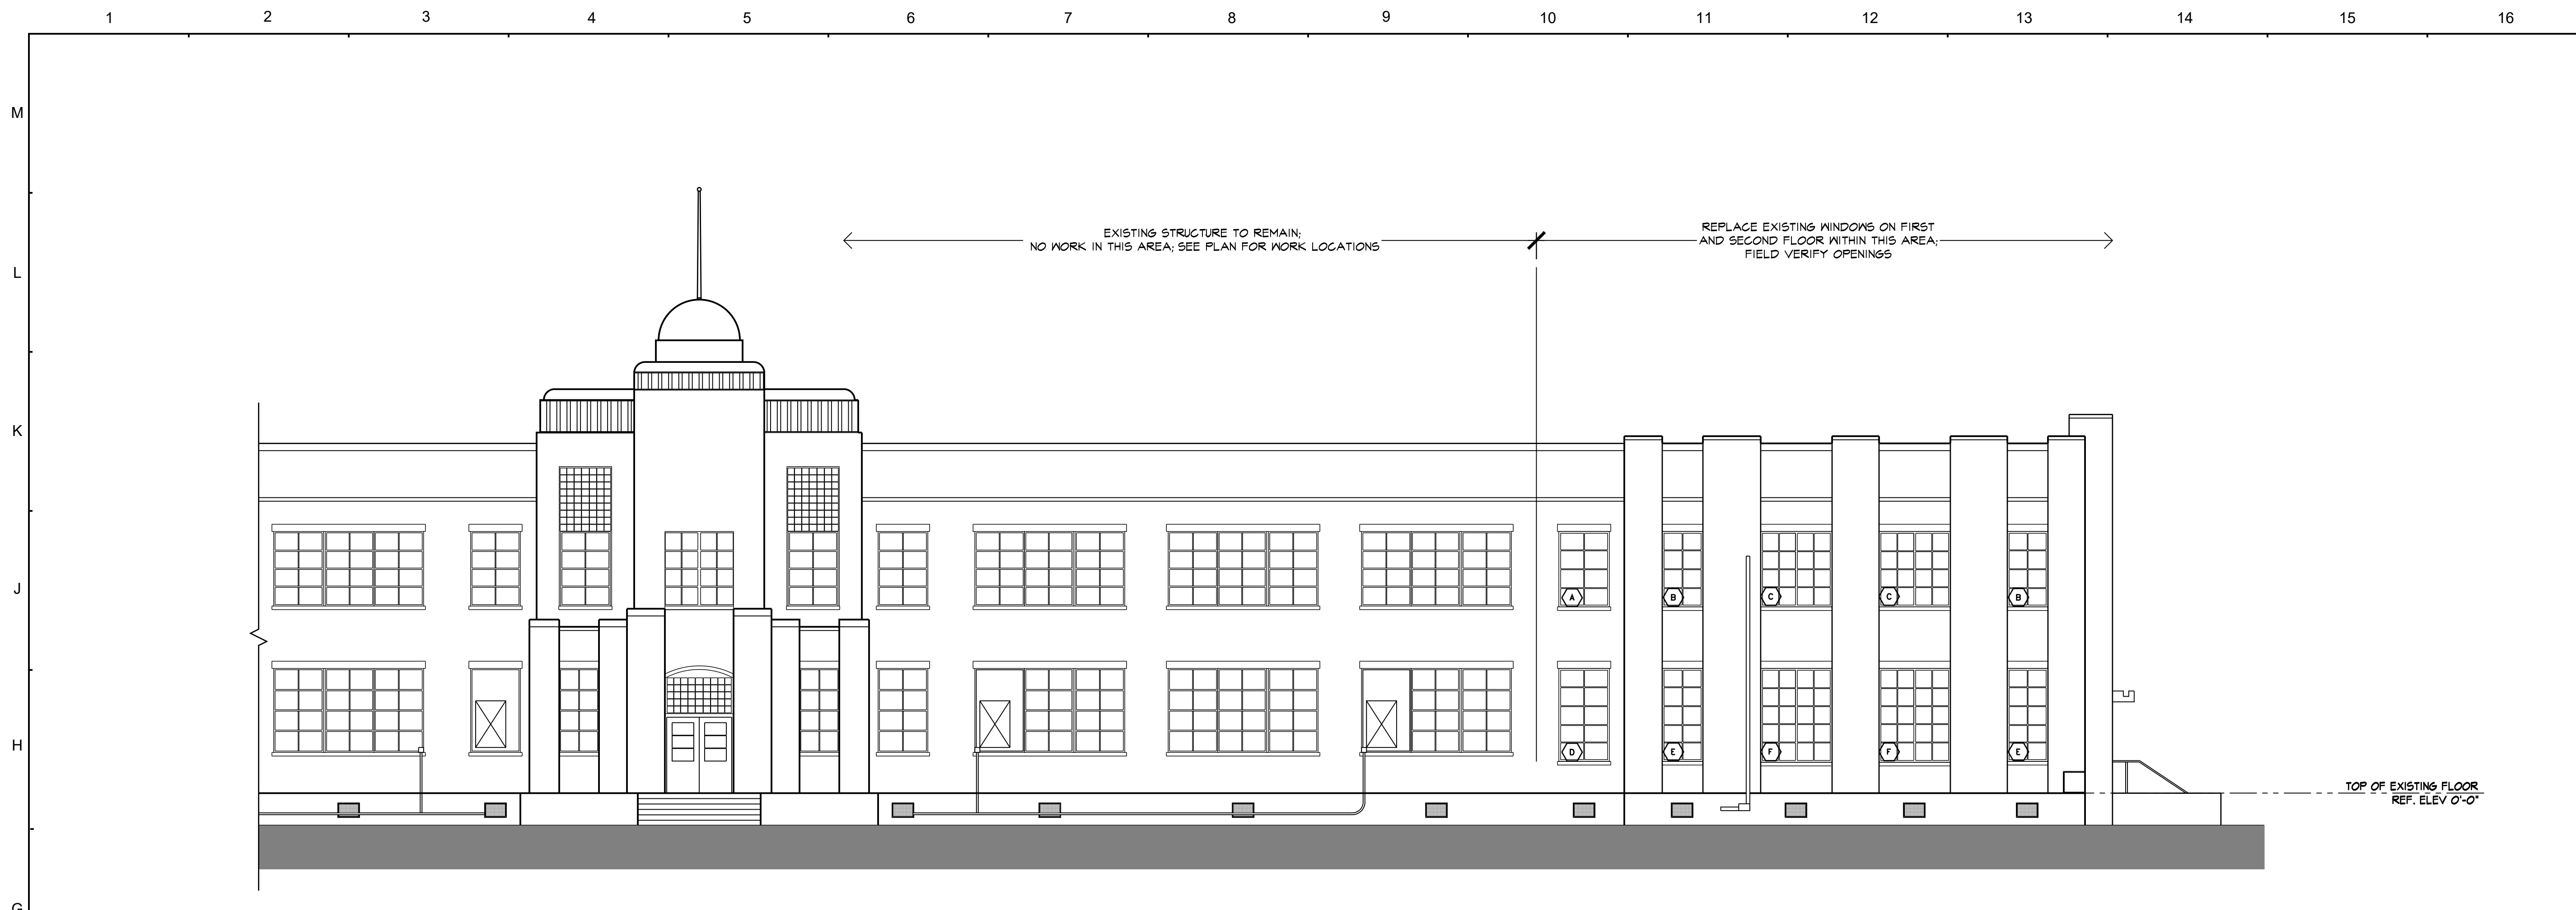 1 2 3 4 5 6 7 8 9 10 11 12 13 14 15 16
M
EXISTING STRUCTURE TO REMAIN;
NO WORK IN THIS AREA; SEE PLAN FOR WORK LOCATIONS
REPLACE EXISTING WINDOWS ON FIRST
AND SECOND FLOOR WITHIN THIS AREA;
FIELD VERIFY OPENINGS
L
K
J
A B C C B
H
D E F F E
TOP OF EXISTING FLOOR
REF. ELEV 0'-0"
G